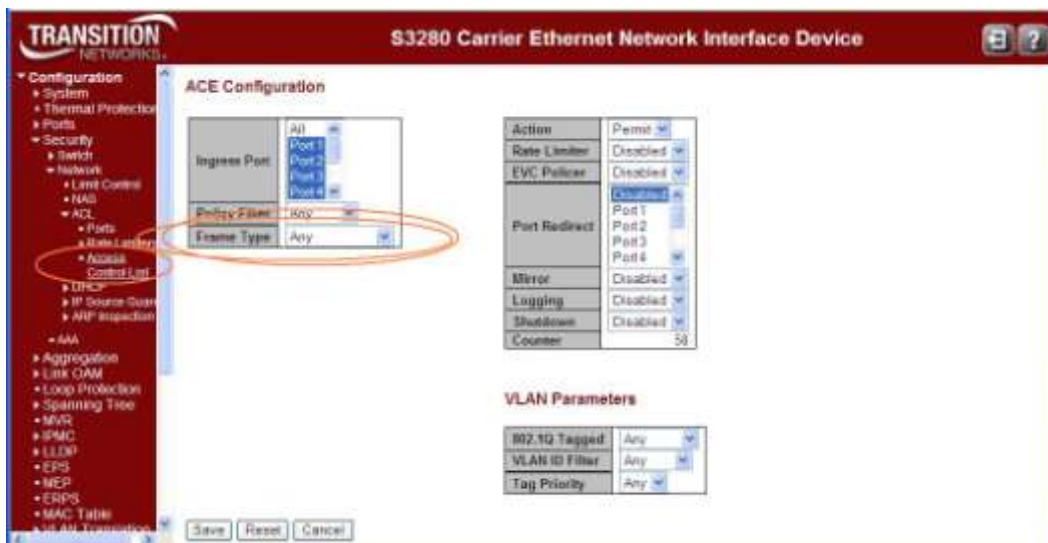 TRANSITION
NETWORKS.
S3280 Carrier Ethernet Network Interface Device
?
Configuration
System
Thermal Protection
Ports
Security
Switch
Network
Limit Control
NAS
ACL
Ports
Rate Limiters
Access
Control List
DHCP
IP Source Guar
ARP Inspection
AAA
Aggregation
Link OAM
Loop Protection
Spanning Tree
MVR
IPMC
LLDP
EPS
MEP
ERPS
MAC Table
VLAN Translation
ACE Configuration
Ingress Port
All
Port 1
Port 2
Port 3
Port 4
Policy Filter Any
Frame Type Any
Action Permit
Rate Limiter Disabled
EVC Policer Disabled
Port Redirect
Disabled
Port 1
Port 2
Port 3
Port 4
Mirror Disabled
Logging Disabled
Shutdown Disabled
Counter 58
VLAN Parameters
802.1Q Tagged Any
VLAN ID Filter Any
Tag Priority Any
Save Reset Cancel